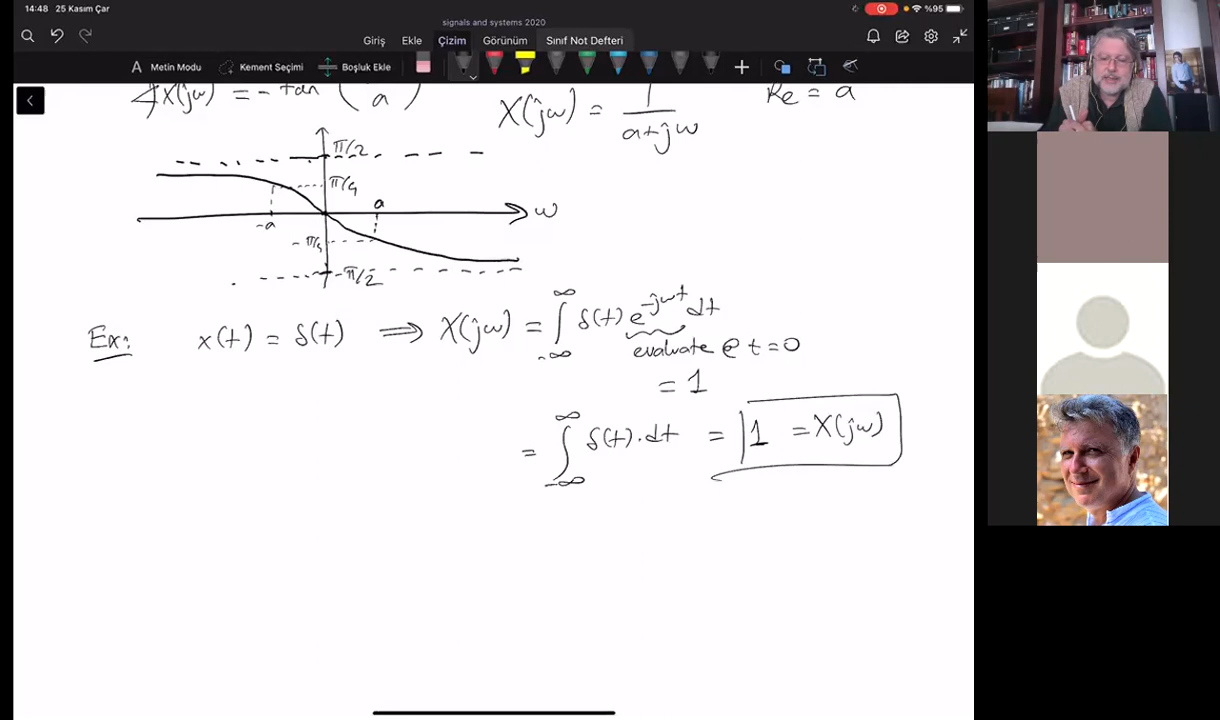 14:48 25 Kasım Çar
%95
signals and systems 2020
Giriş Ekle Çizim Görünüm Sınıf Not Defteri
Metin Modu Kement Seçimi Boşluk Ekle
∢X(jω) = - tan ( a )
X(jω) = 1 / a+jω
Re = a
π/2
π/4
a
ω
-a
-π/4
-π/2
Ex: x(t) = δ(t) ⟹ X(jω) = ∫_{-∞}^{∞} δ(t) e^{-jωt} dt
evaluate @ t=0
= 1
= ∫_{-∞}^{∞} δ(t)·dt = 1 = X(jω)